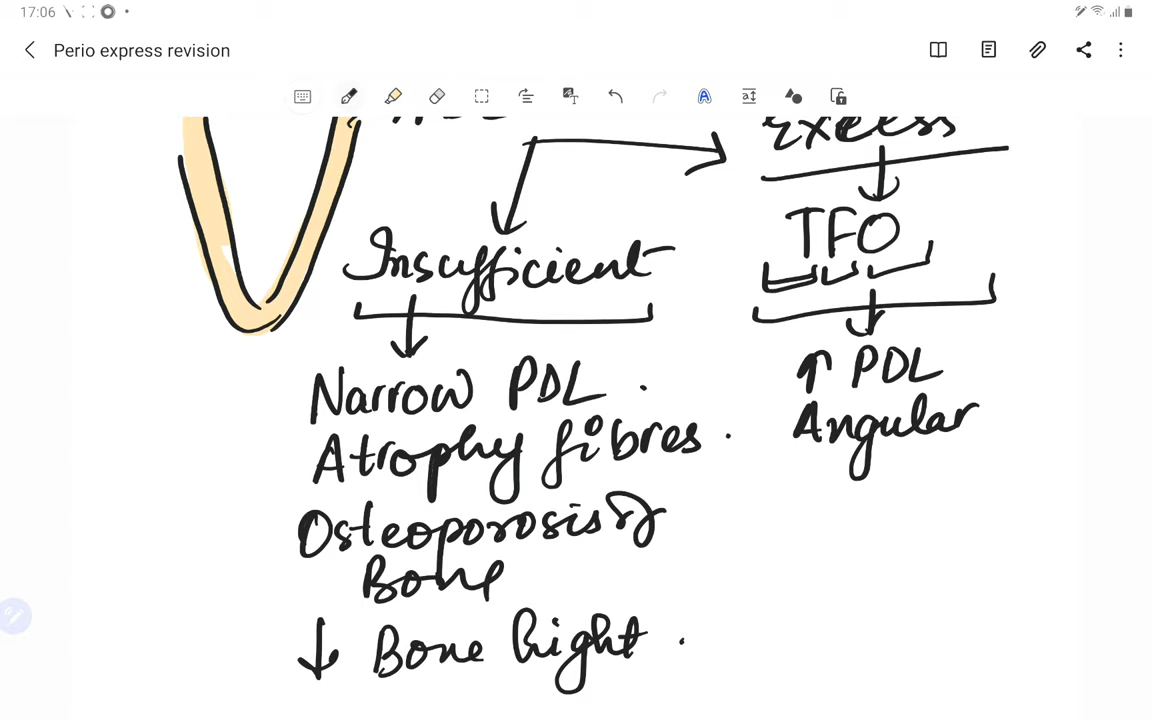 17:06
Perio express revision
Excess
TFO
Insufficient
↑ PDL
Angular
Narrow PDL .
Atrophy fibres .
Osteoporosis of
Bone
↓ Bone hight .